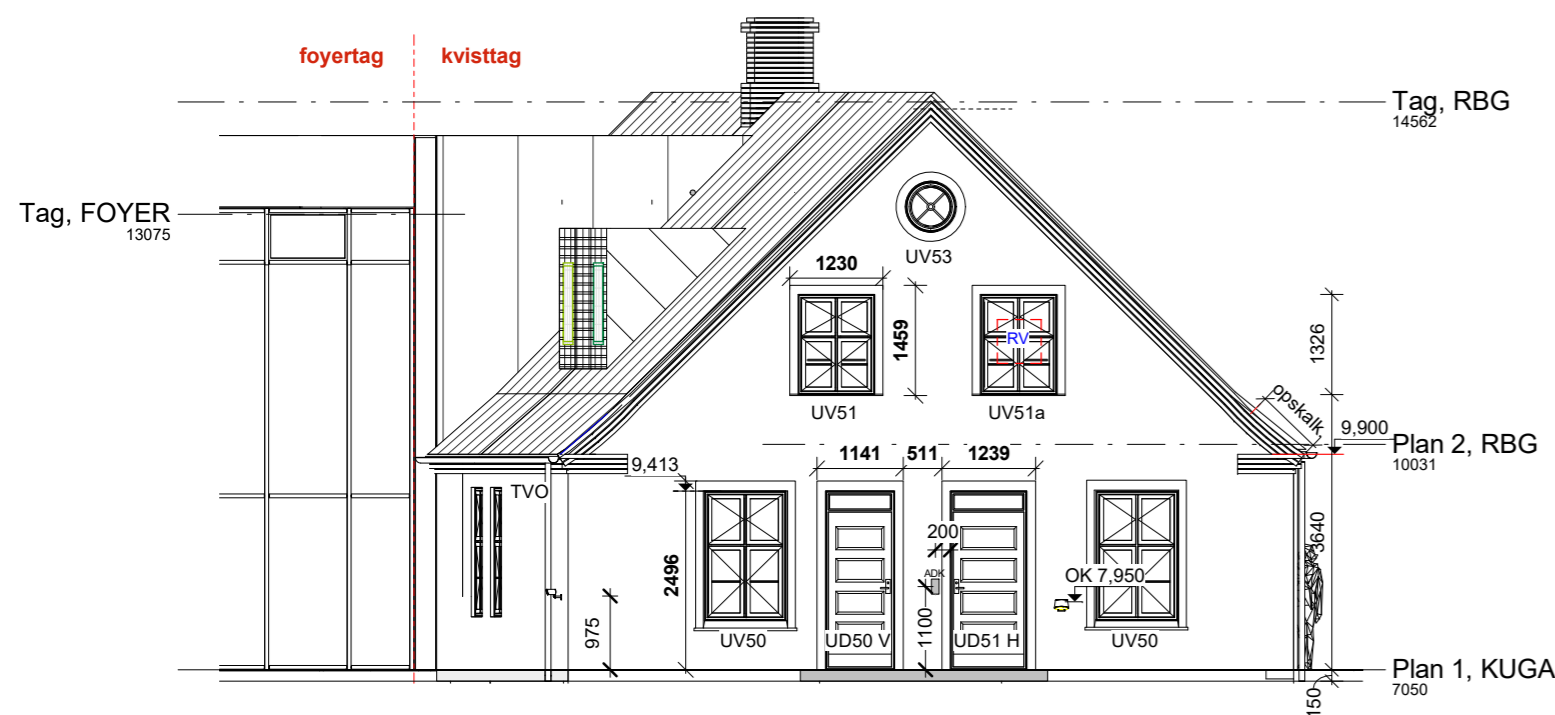 foyertag
kvisttag
Tag, RBG
14562
Tag, FOYER
13075
UV53
1230
1459
RV
1326
UV51
UV51a
opskalk
9,900
Plan 2, RBG
10031
1141
511
1239
9,413
TVO
200
ADK
OK 7,950
2496
3640
975
1100
UV50
UD50 V
UD51 H
UV50
Plan 1, KUGA
7050
150